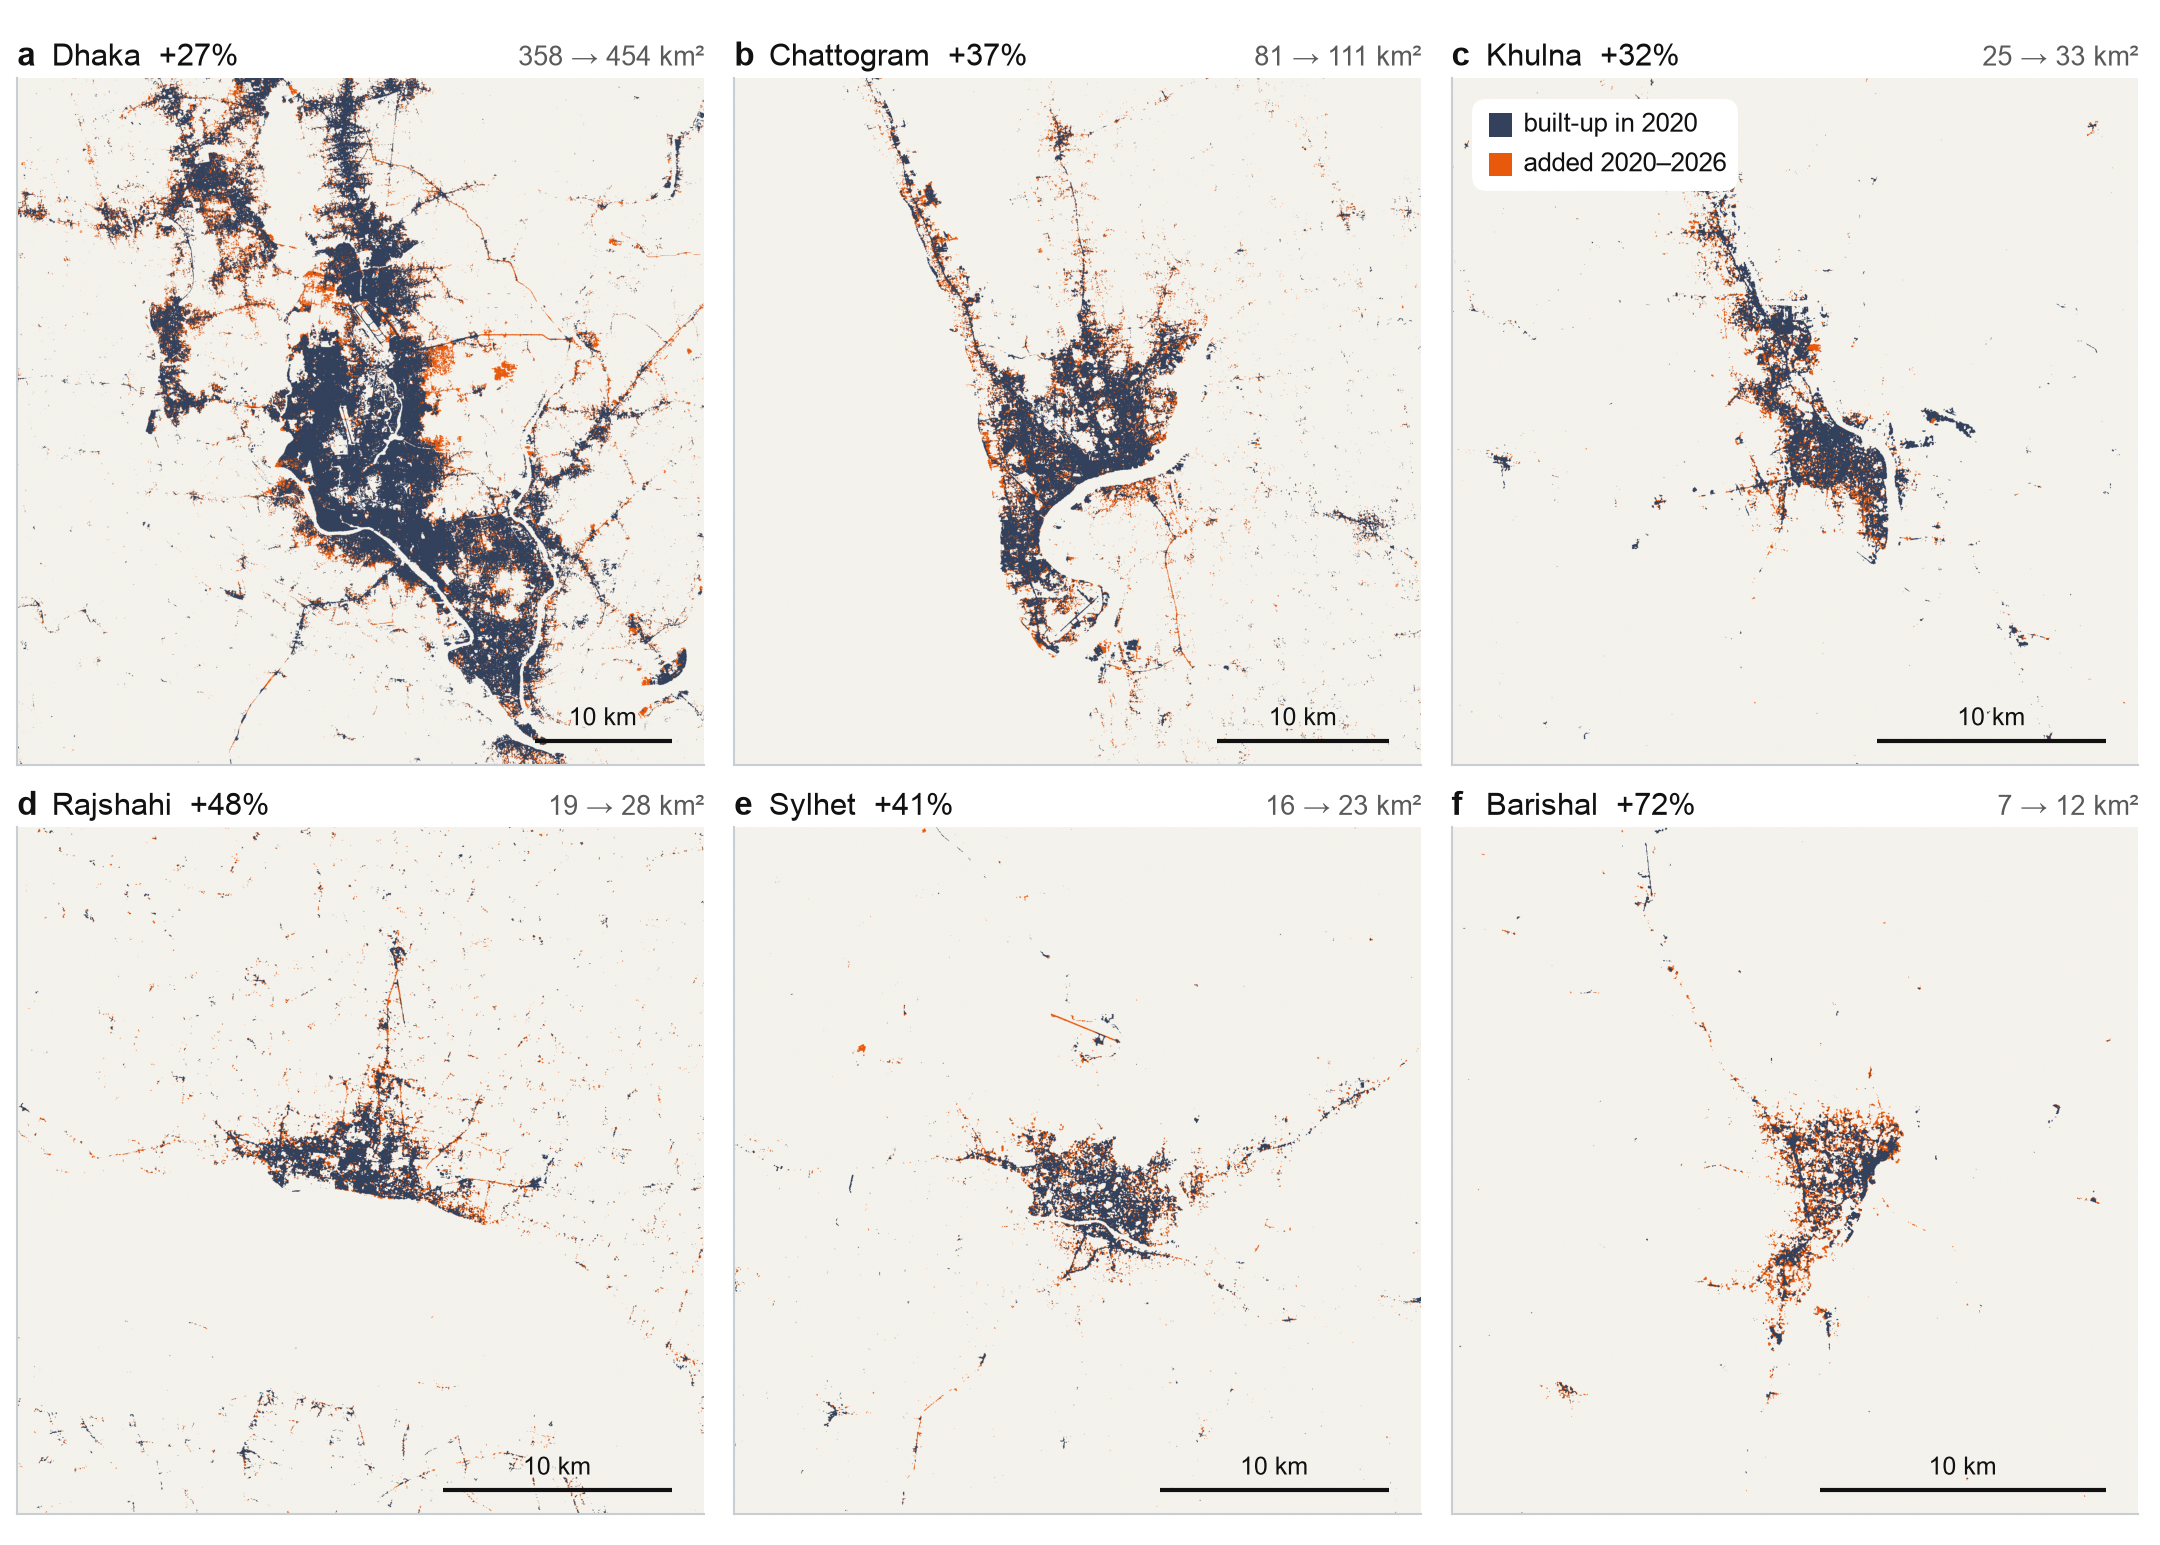 a Dhaka +27% 358 → 454 km²
b Chattogram +37% 81 → 111 km²
c Khulna +32% 25 → 33 km²
built-up in 2020
added 2020–2026
10 km
10 km
10 km
d Rajshahi +48% 19 → 28 km²
e Sylhet +41% 16 → 23 km²
f Barishal +72% 7 → 12 km²
10 km
10 km
10 km